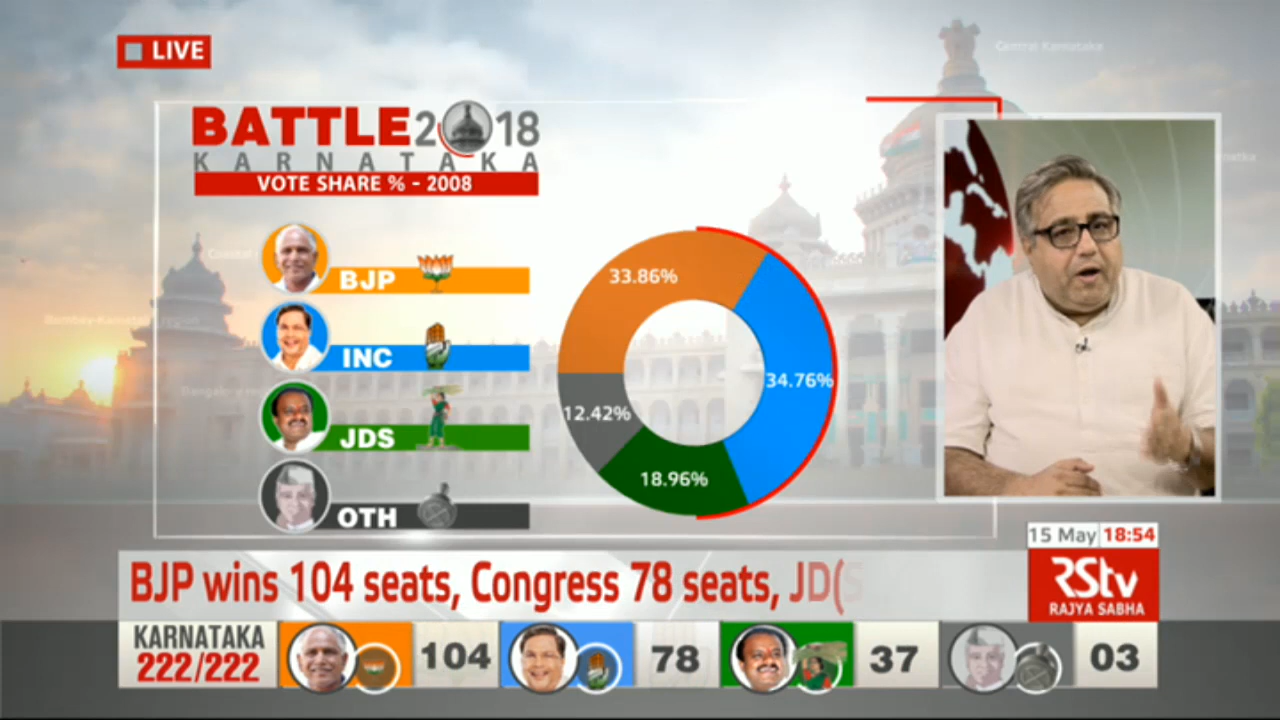 LIVE
Central Karnataka
BATTLE 2018
KARNATAKA
VOTE SHARE % - 2008
BJP
INC
JDS
OTH
33.86%
34.76%
12.42%
18.96%
15 May 18:54
RSTV
RAJYA SABHA
BJP wins 104 seats, Congress 78 seats, JD(
KARNATAKA
222/222
104
78
37
03